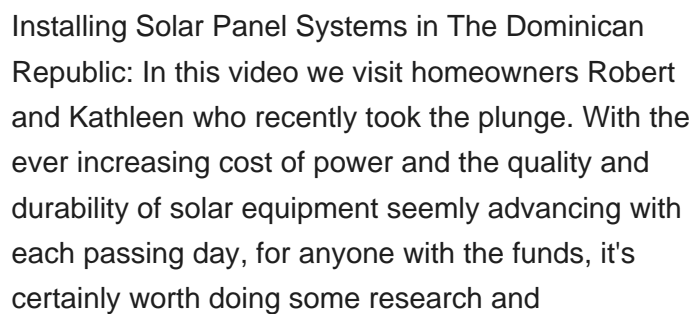 Installing Solar Panel Systems in The Dominican
Republic: In this video we visit homeowners Robert
and Kathleen who recently took the plunge. With the
ever increasing cost of power and the quality and
durability of solar equipment seemly advancing with
each passing day, for anyone with the funds, it's
certainly worth doing some research and